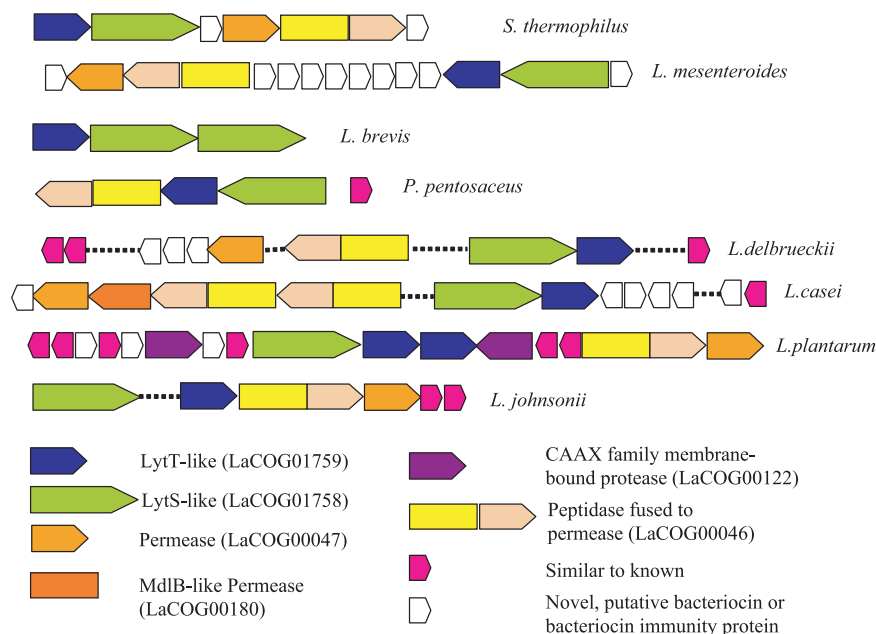 S. thermophilus
L. mesenteroides
L. brevis
P. pentosaceus
L.delbrueckii
L.casei
L.plantarum
L. johnsonii
LytT-like (LaCOG01759)
LytS-like (LaCOG01758)
Permease (LaCOG00047)
MdlB-like Permease
(LaCOG00180)
CAAX family membrane-
bound protease (LaCOG00122)
Peptidase fused to
permease (LaCOG00046)
Similar to known
Novel, putative bacteriocin or
bacteriocin immunity protein